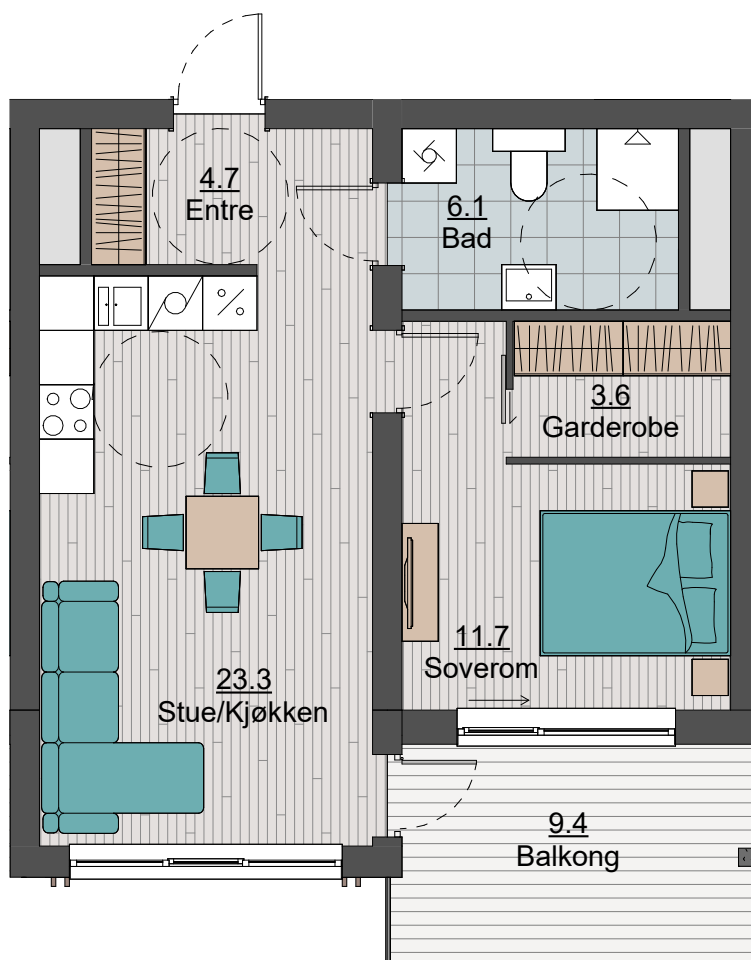 4.7
Entre
6.1
Bad
3.6
Garderobe
11.7
Soverom
23.3
Stue/Kjøkken
9.4
Balkong